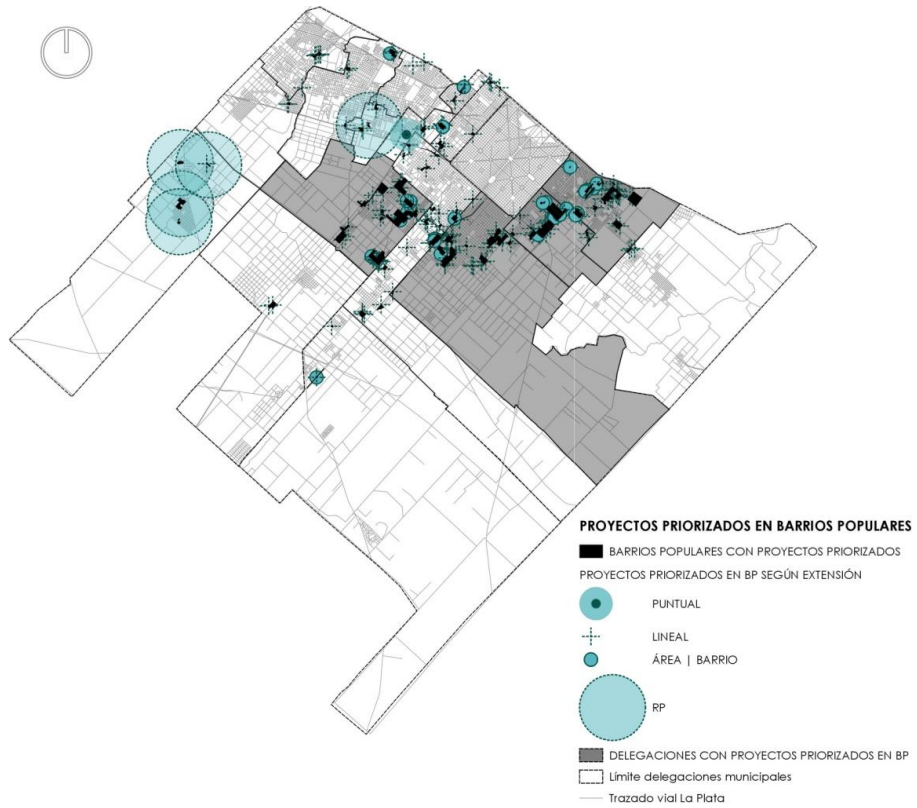 PROYECTOS PRIORIZADOS EN BARRIOS POPULARES
BARRIOS POPULARES CON PROYECTOS PRIORIZADOS
PROYECTOS PRIORIZADOS EN BP SEGÚN EXTENSIÓN
PUNTUAL
LINEAL
ÁREA | BARRIO
RP
DELEGACIONES CON PROYECTOS PRIORIZADOS EN BP
Límite delegaciones municipales
Trazado vial La Plata